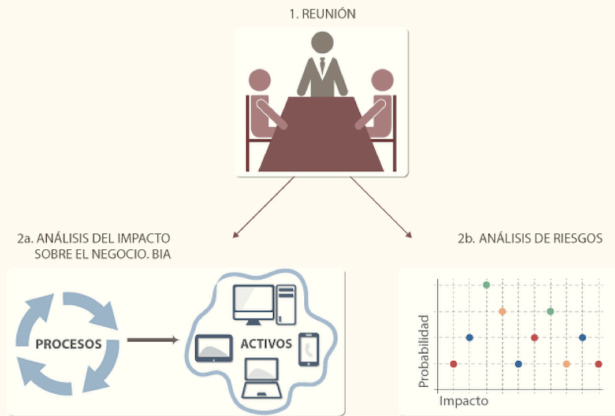 1. REUNIÓN
2a. ANÁLISIS DEL IMPACTO
SOBRE EL NEGOCIO. BIA
2b. ANÁLISIS DE RIESGOS
PROCESOS
ACTIVOS
Probabilidad
Impacto